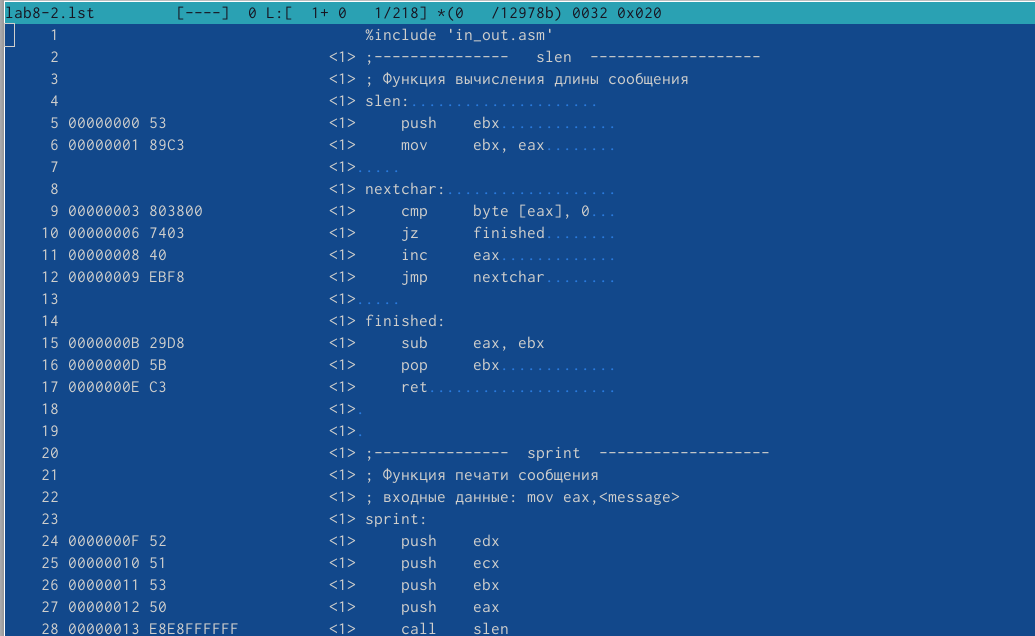 lab8-2.lst         [----]  0 L:[  1+ 0   1/218] *(0   /12978b) 0032 0x020
     1                                  %include 'in_out.asm'
     2                              <1> ;---------------   slen  -------------------
     3                              <1> ; Функция вычисления длины сообщения
     4                              <1> slen:.....................
     5 00000000 53                  <1>     push    ebx.............
     6 00000001 89C3                <1>     mov     ebx, eax........
     7                              <1>.....
     8                              <1> nextchar:...................
     9 00000003 803800              <1>     cmp     byte [eax], 0...
    10 00000006 7403                <1>     jz      finished........
    11 00000008 40                  <1>     inc     eax.............
    12 00000009 EBF8                <1>     jmp     nextchar........
    13                              <1>.....
    14                              <1> finished:
    15 0000000B 29D8                <1>     sub     eax, ebx
    16 0000000D 5B                  <1>     pop     ebx.............
    17 0000000E C3                  <1>     ret.....................
    18                              <1>.
    19                              <1>.
    20                              <1> ;---------------  sprint  -------------------
    21                              <1> ; Функция печати сообщения
    22                              <1> ; входные данные: mov eax,<message>
    23                              <1> sprint:
    24 0000000F 52                  <1>     push    edx
    25 00000010 51                  <1>     push    ecx
    26 00000011 53                  <1>     push    ebx
    27 00000012 50                  <1>     push    eax
    28 00000013 E8E8FFFFFF          <1>     call    slen